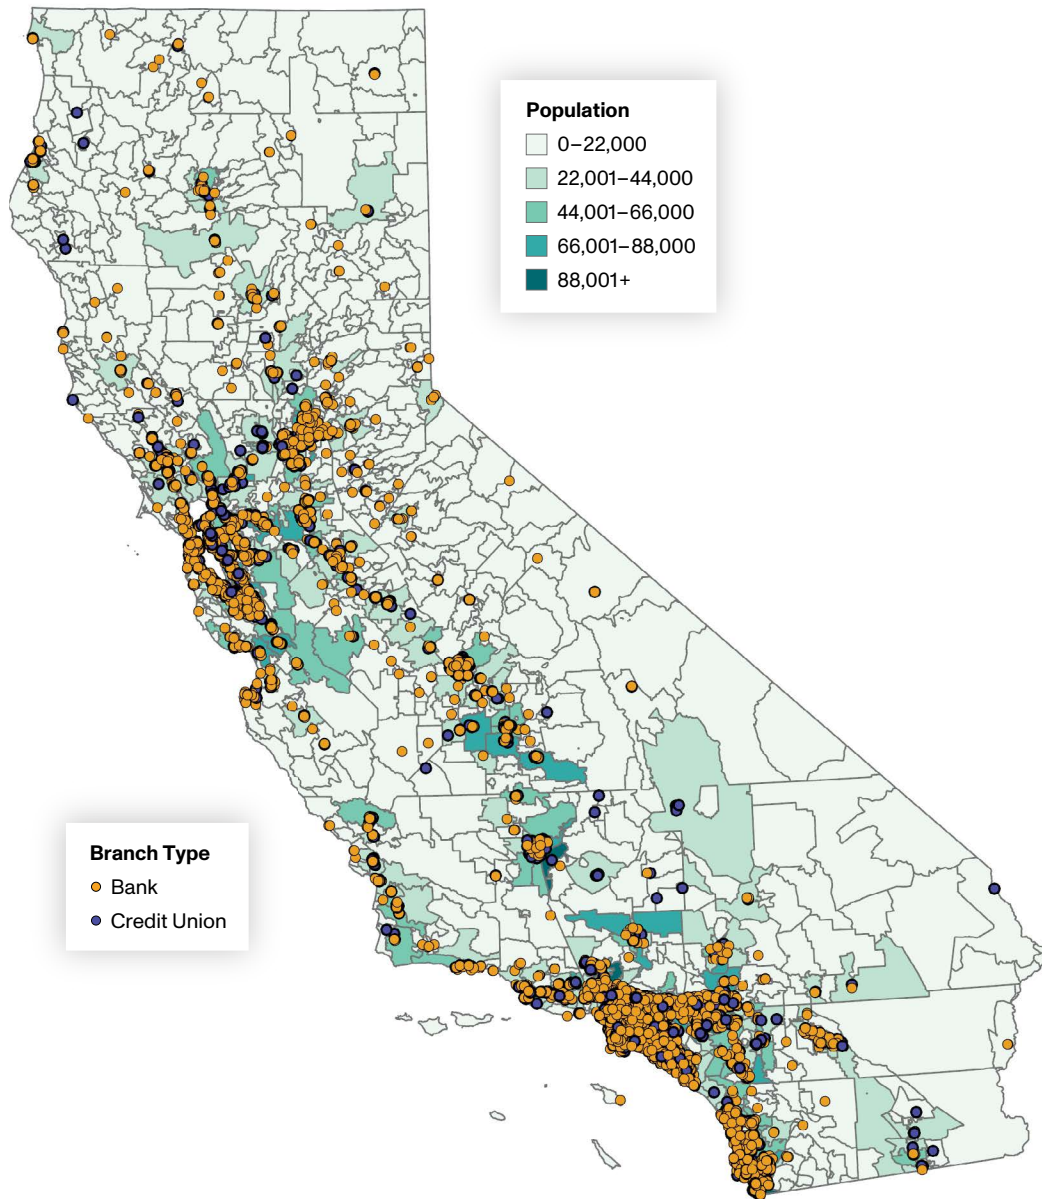 Population
0–22,000
22,001–44,000
44,001–66,000
66,001–88,000
88,001+
Branch Type
Bank
Credit Union